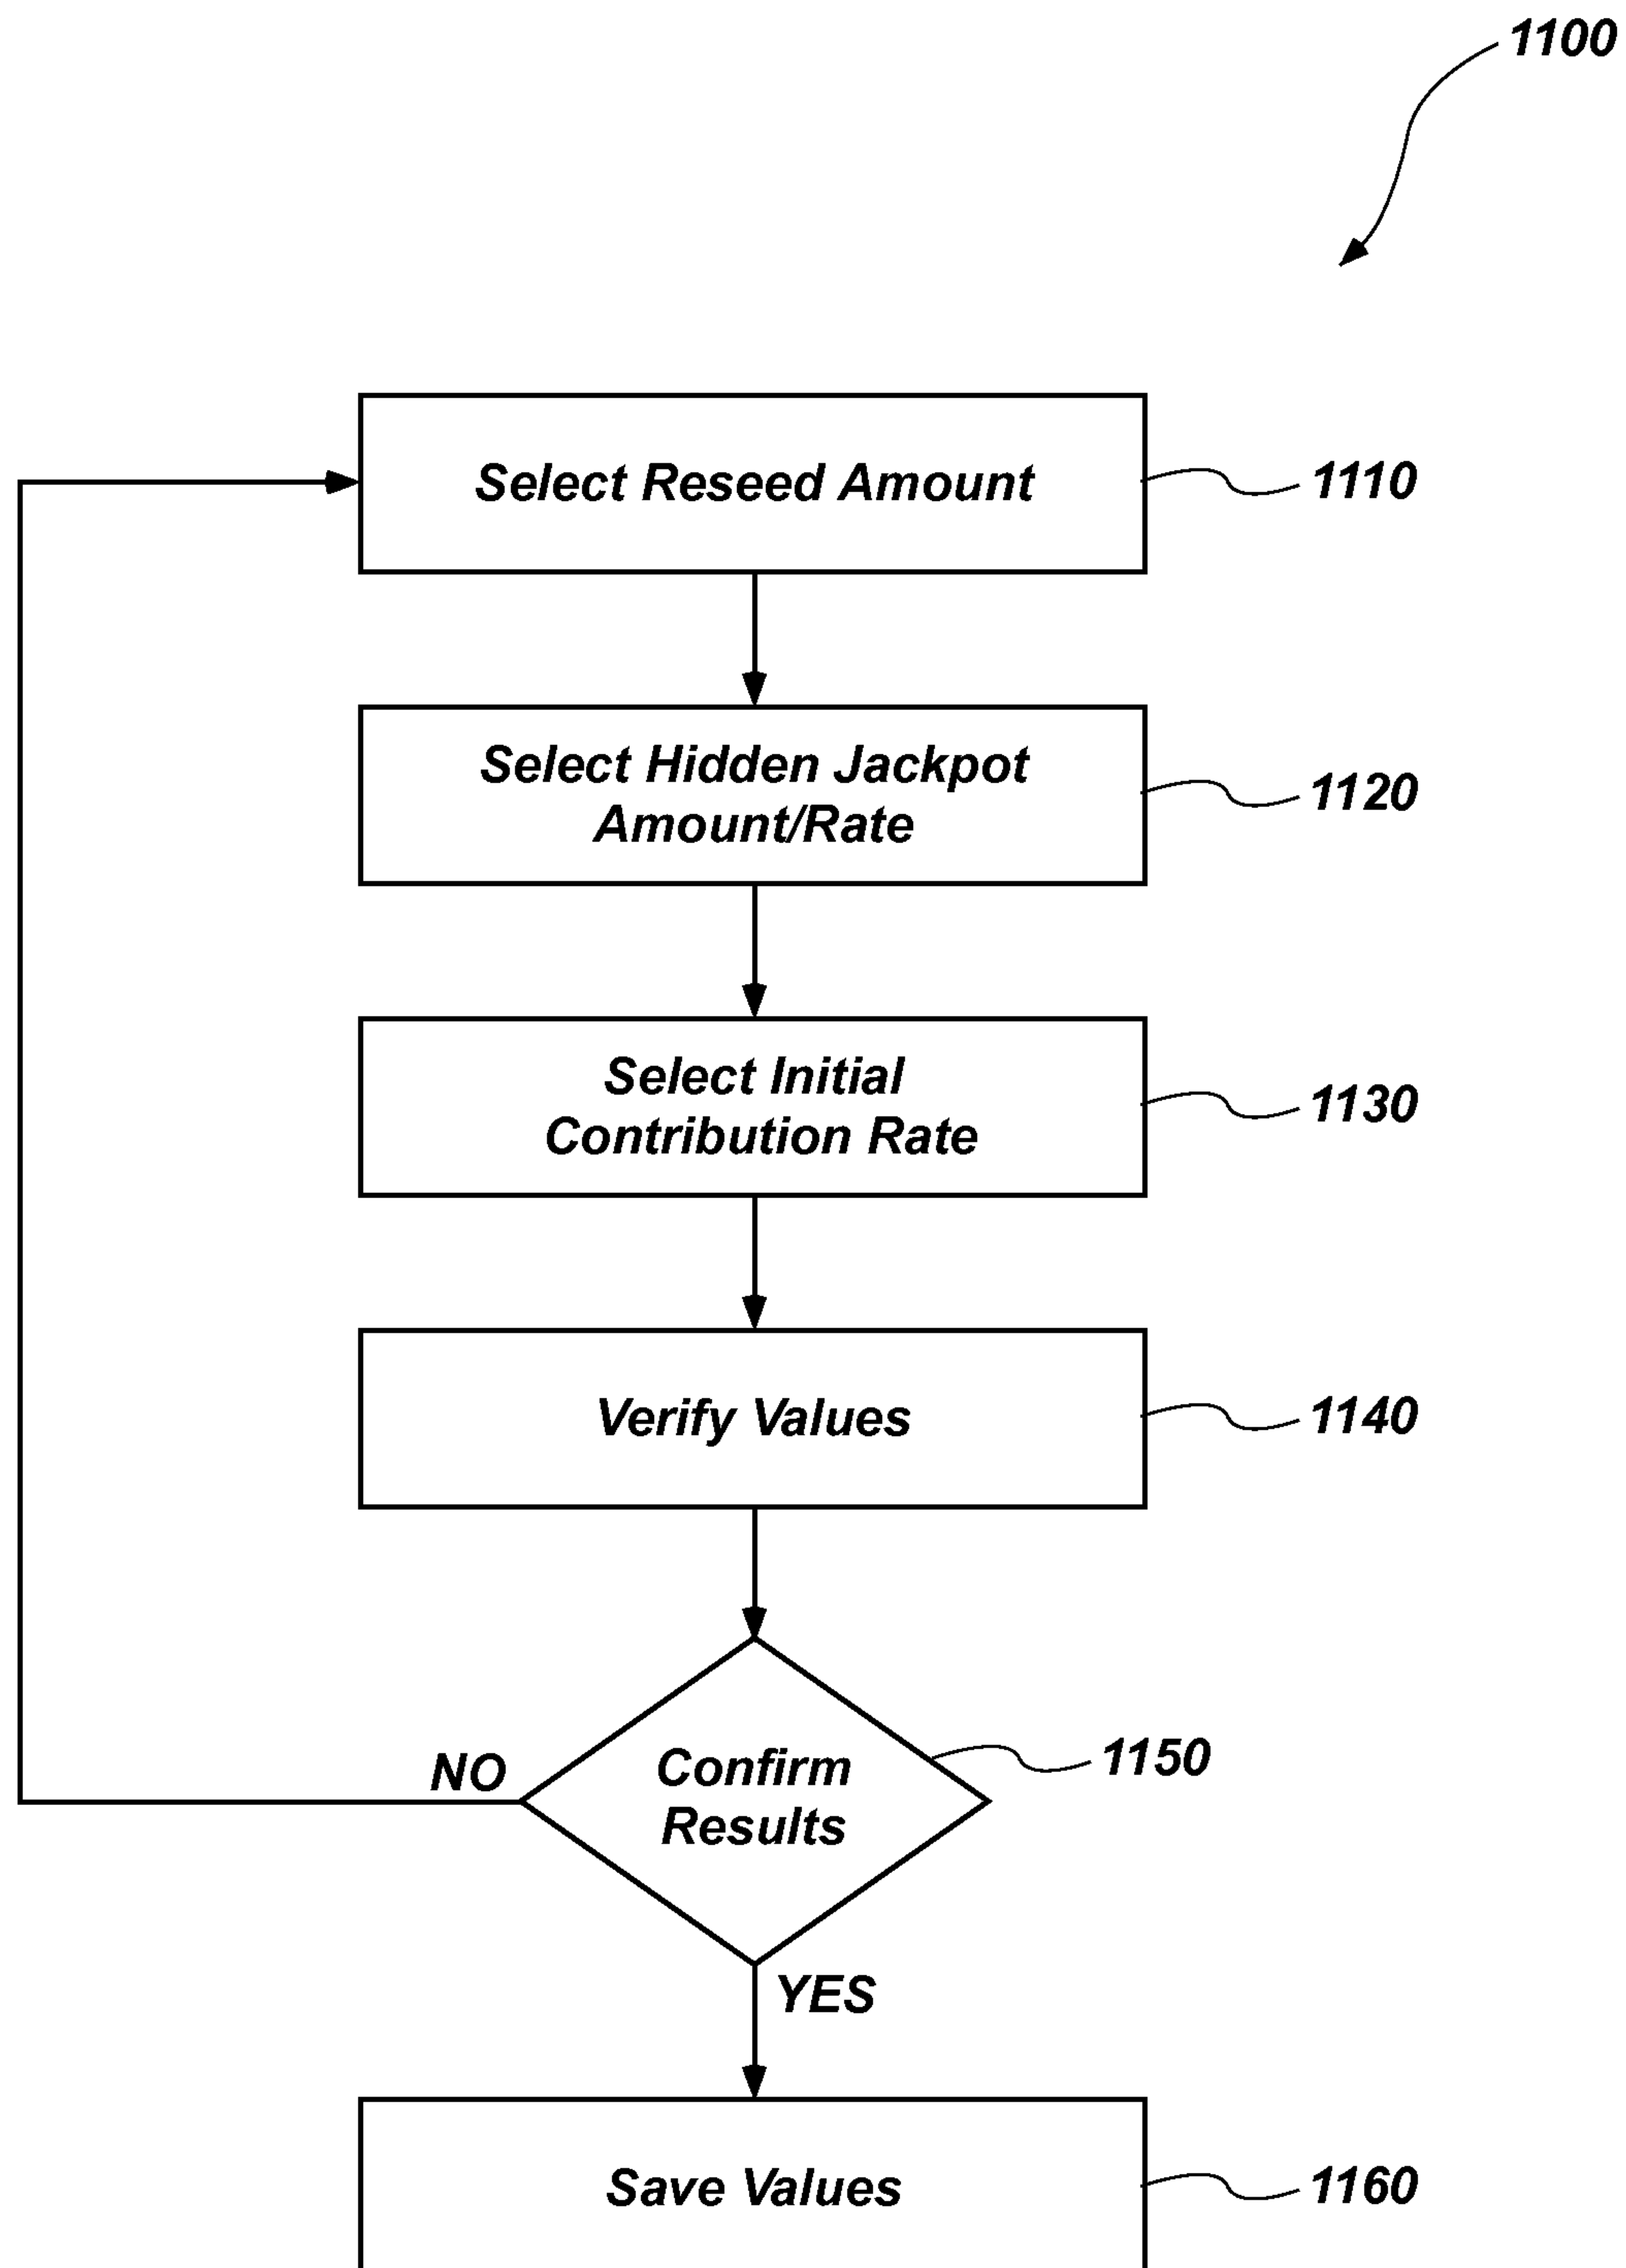 1100
Select Reseed Amount
1110
Select Hidden Jackpot
Amount/Rate
1120
Select Initial
Contribution Rate
1130
Verify Values
1140
Confirm
Results
1150
NO
YES
Save Values
1160